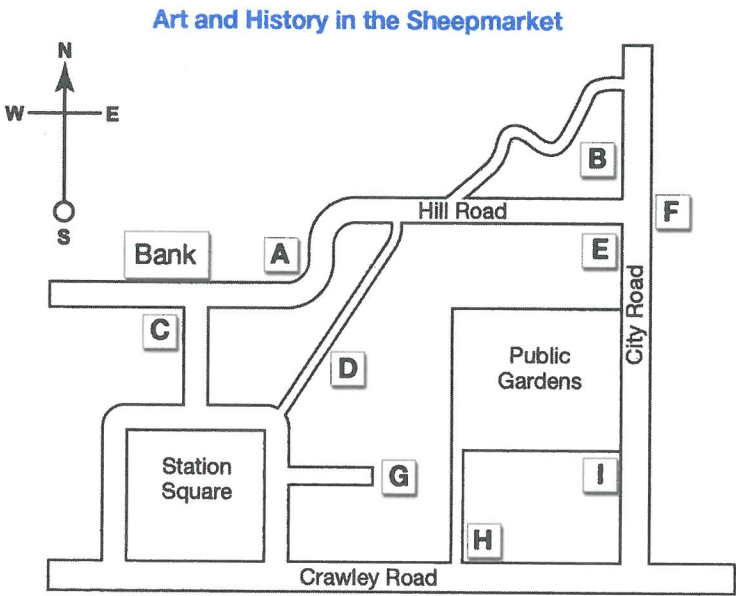 Art and History in the Sheepmarket
N
W
E
S
B
F
Hill Road
Bank
A
E
C
City Road
Public
Gardens
D
Station
Square
G
I
H
Crawley Road